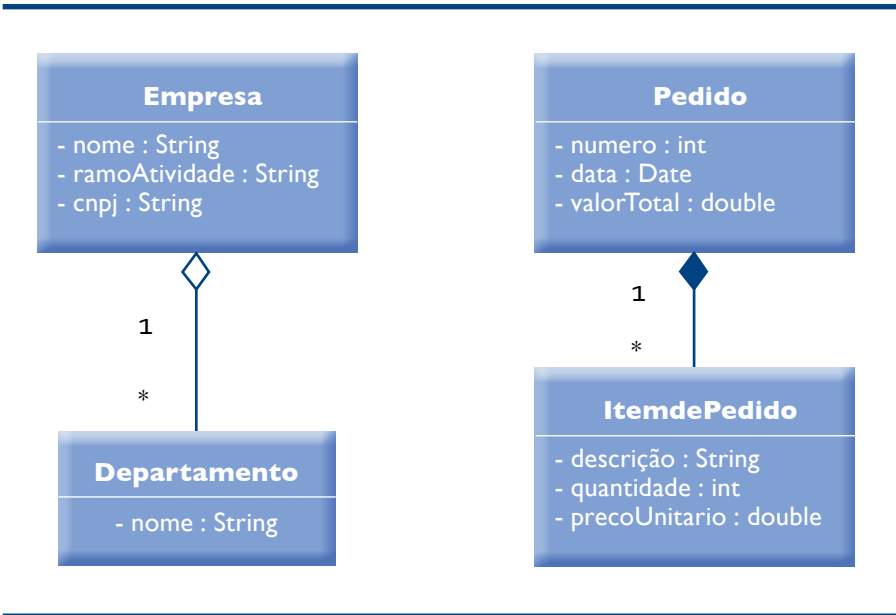 Empresa
- nome : String
- ramoAtividade : String
- cnpj : String
1
*
Departamento
- nome : String
Pedido
- numero : int
- data : Date
- valorTotal : double
1
*
ItemdePedido
- descrição : String
- quantidade : int
- precoUnitario : double